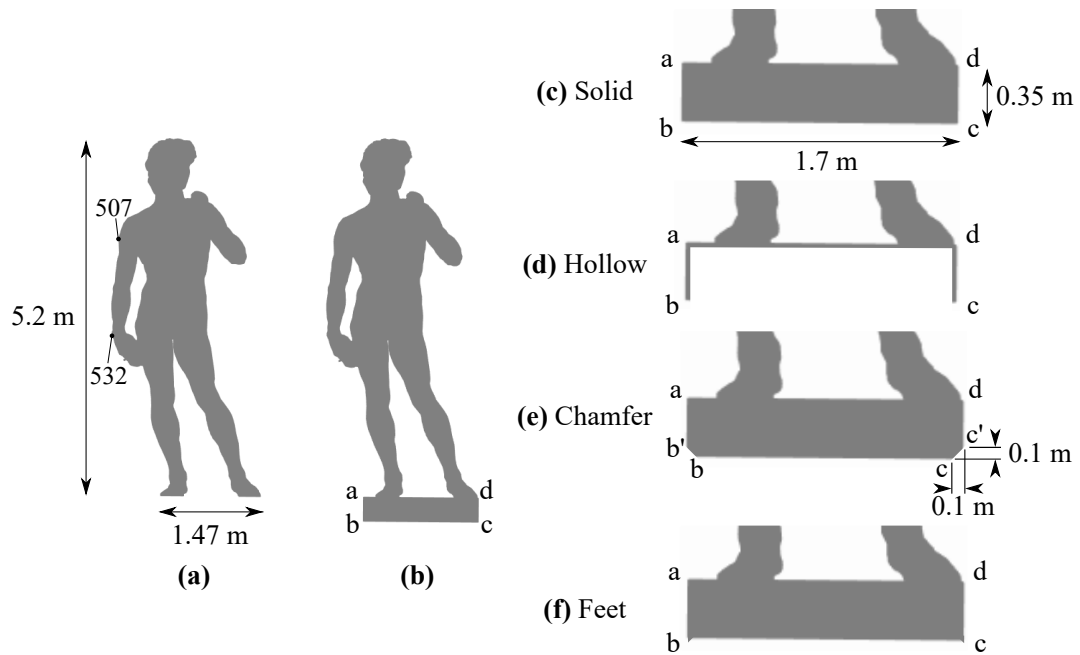 5.2 m
507
532
1.47 m
(a)
a
b
d
c
(b)
(c) Solid
a
b
d
c
0.35 m
1.7 m
(d) Hollow
a
b
d
c
(e) Chamfer
a
b'
b
d
c'
c
0.1 m
0.1 m
(f) Feet
a
b
d
c